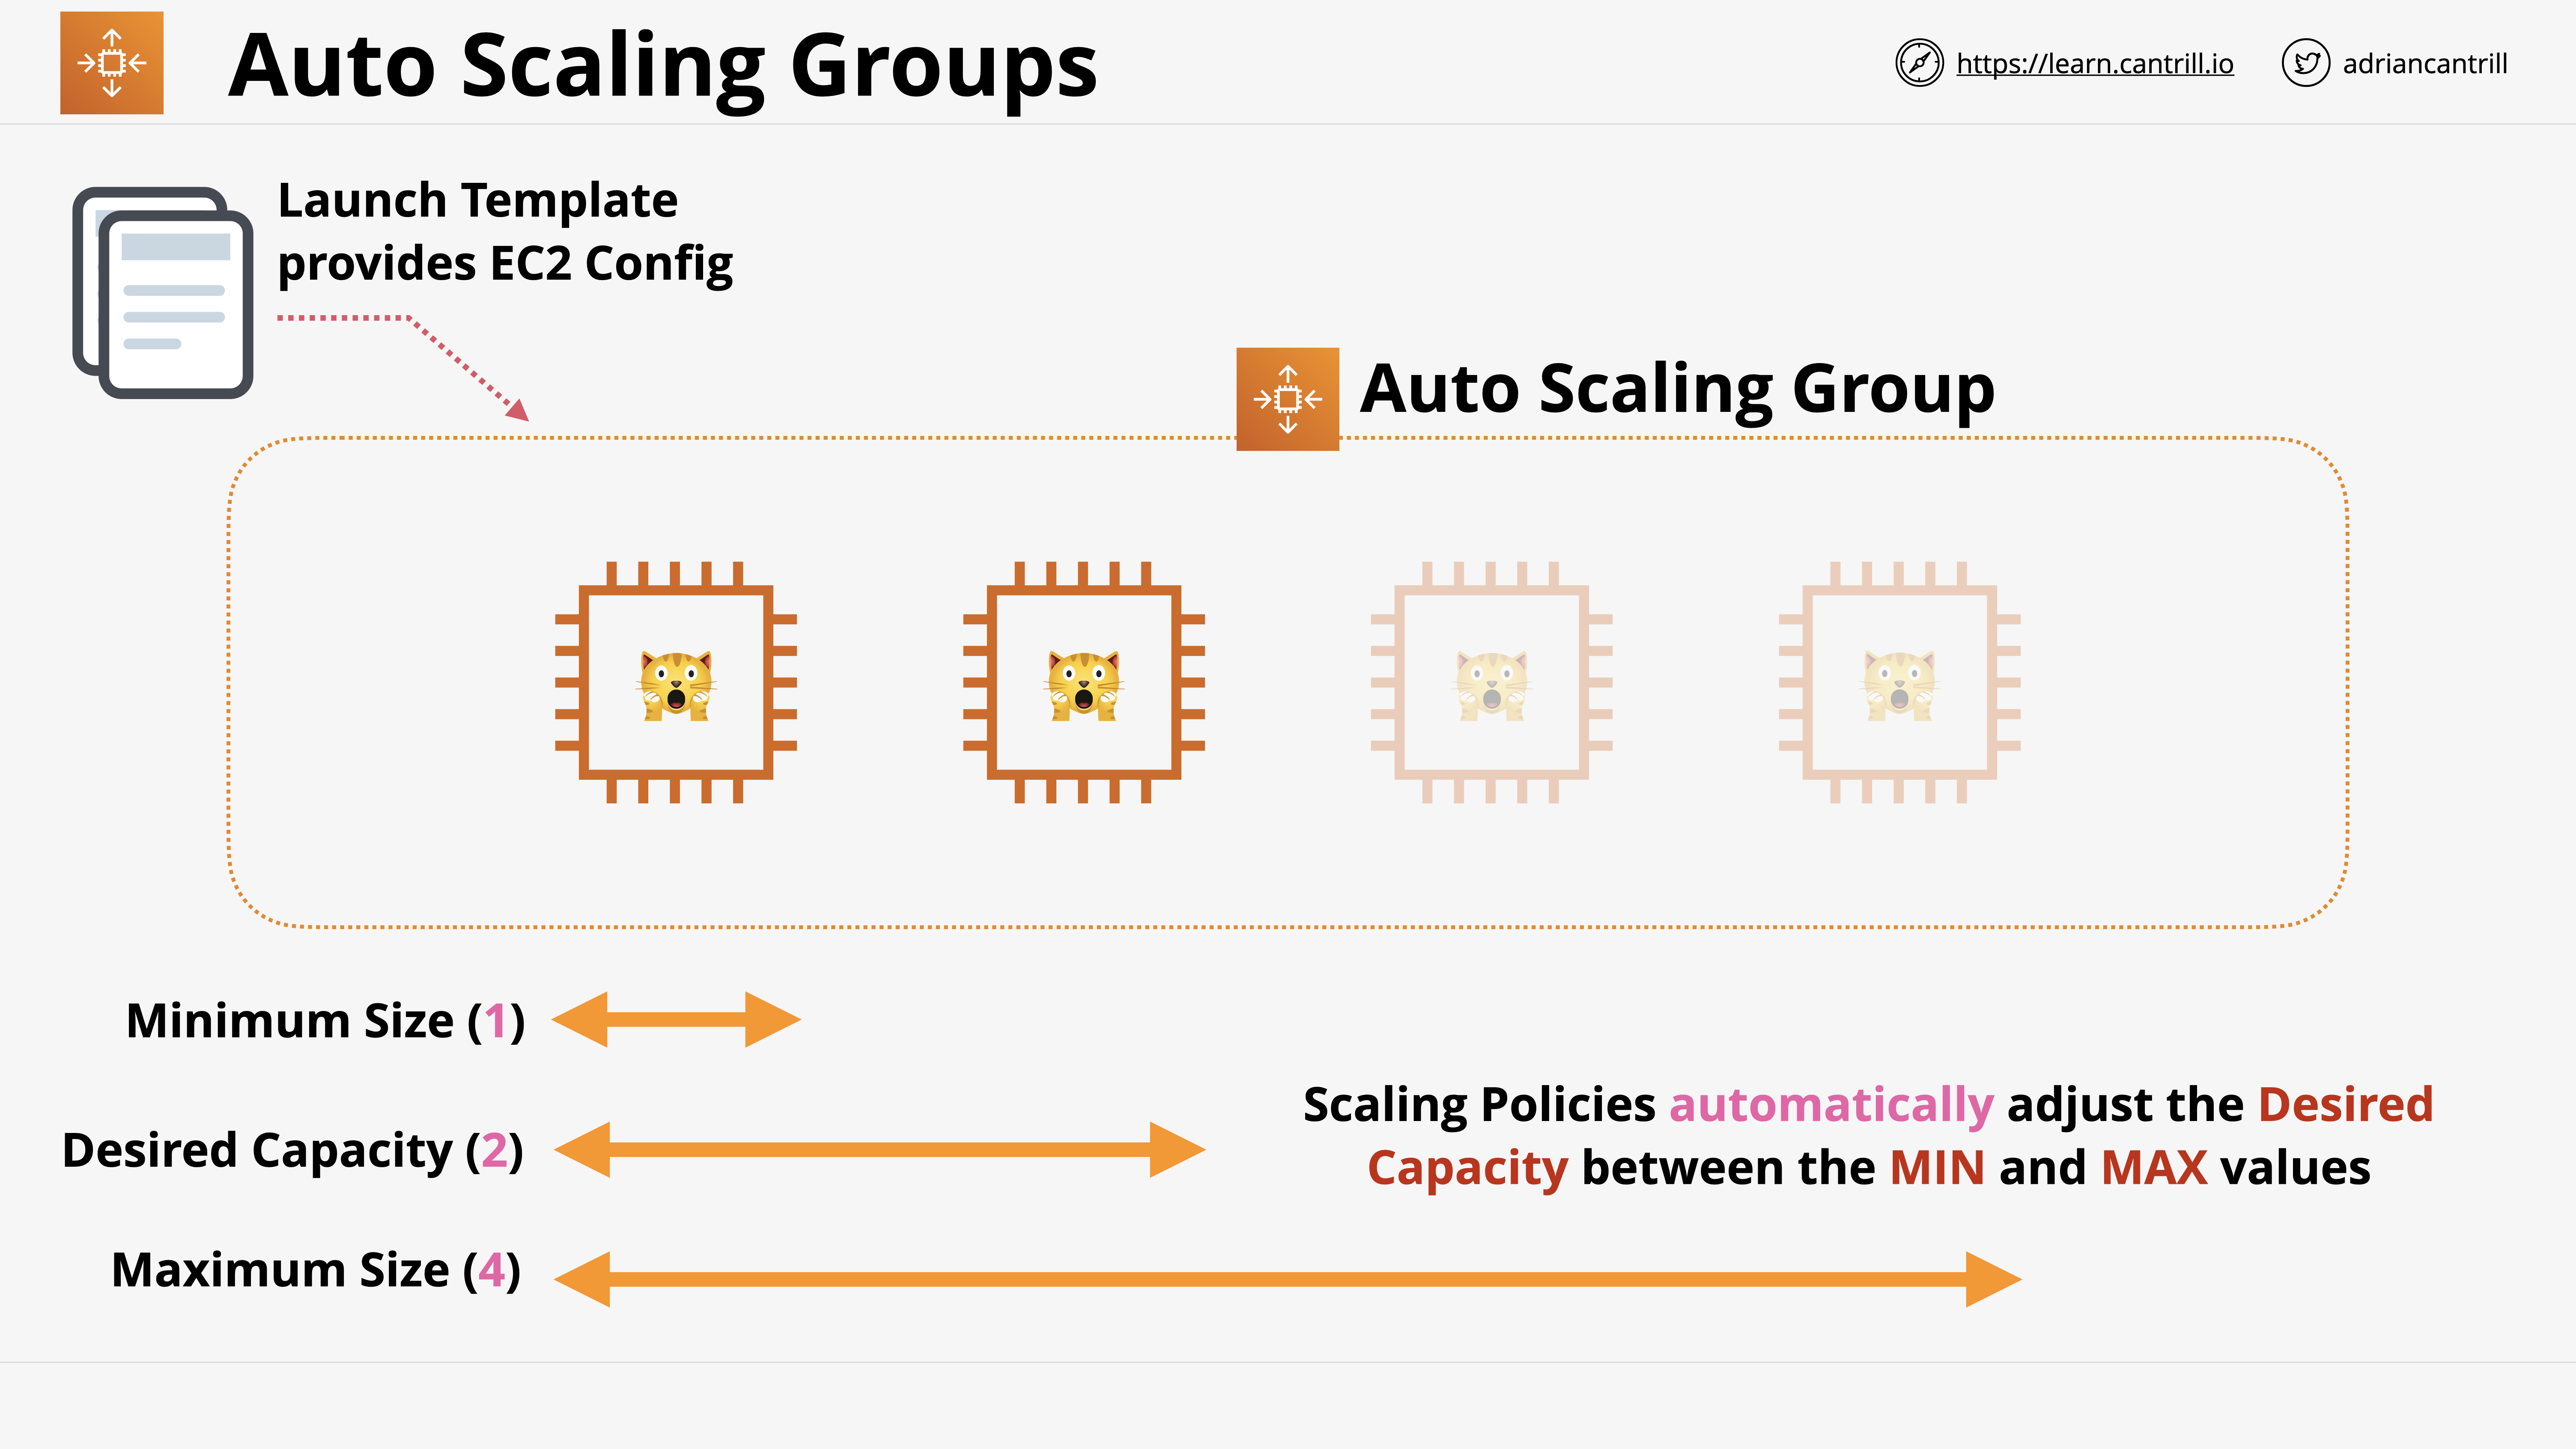 Auto Scaling Groups
https://learn.cantrill.io
adriancantrill
Launch Template
provides EC2 Config
Auto Scaling Group
Minimum Size (1)
Desired Capacity (2)
Maximum Size (4)
Scaling Policies automatically adjust the Desired
Capacity between the MIN and MAX values